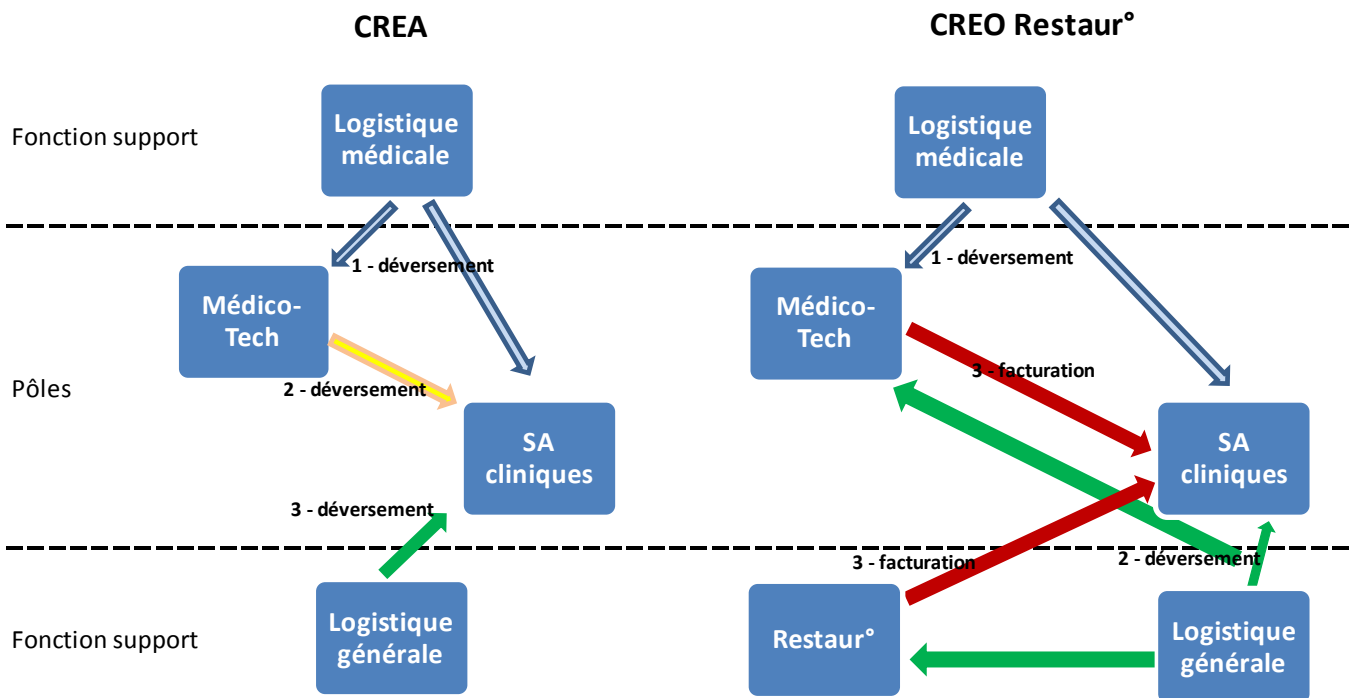 CREA
CREO Restaur°
Fonction support
Logistique
médicale
Logistique
médicale
1 - déversement
1 - déversement
Médico-
Tech
Médico-
Tech
Pôles
2 - déversement
3 - facturation
SA
cliniques
SA
cliniques
3 - déversement
3 - facturation
2 - déversement
Fonction support
Logistique
générale
Restaur°
Logistique
générale